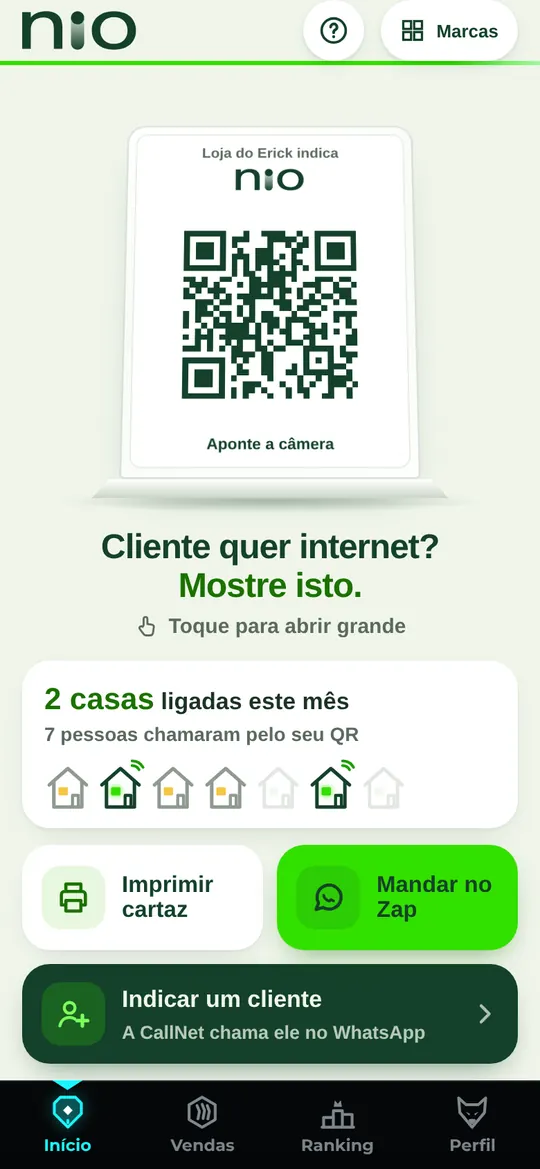 nio
Marcas
Loja do Erick indica
nio
Aponte a câmera
Cliente quer internet?
Mostre isto.
Toque para abrir grande
2 casas ligadas este mês
7 pessoas chamaram pelo seu QR
Imprimir
cartaz
Mandar no
Zap
Indicar um cliente
A CallNet chama ele no WhatsApp
Início
Vendas
Ranking
Perfil